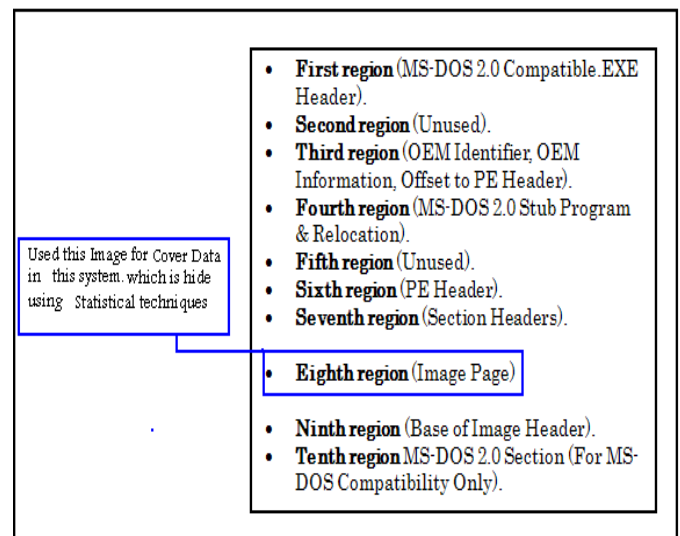 • First region (MS-DOS 2.0 Compatible.EXE
Header).
• Second region (Unused).
• Third region (OEM Identifier, OEM
Information, Offset to PE Header).
• Fourth region (MS-DOS 2.0 Stub Program
& Relocation).
• Fifth region (Unused).
• Sixth region (PE Header).
• Seventh region (Section Headers).
Used this Image for Cover Data
in this system. which is hide
using Statistical techniques
• Eighth region (Image Page)
• Ninth region (Base of Image Header).
• Tenth region MS-DOS 2.0 Section (For MS-
DOS Compatibility Only).